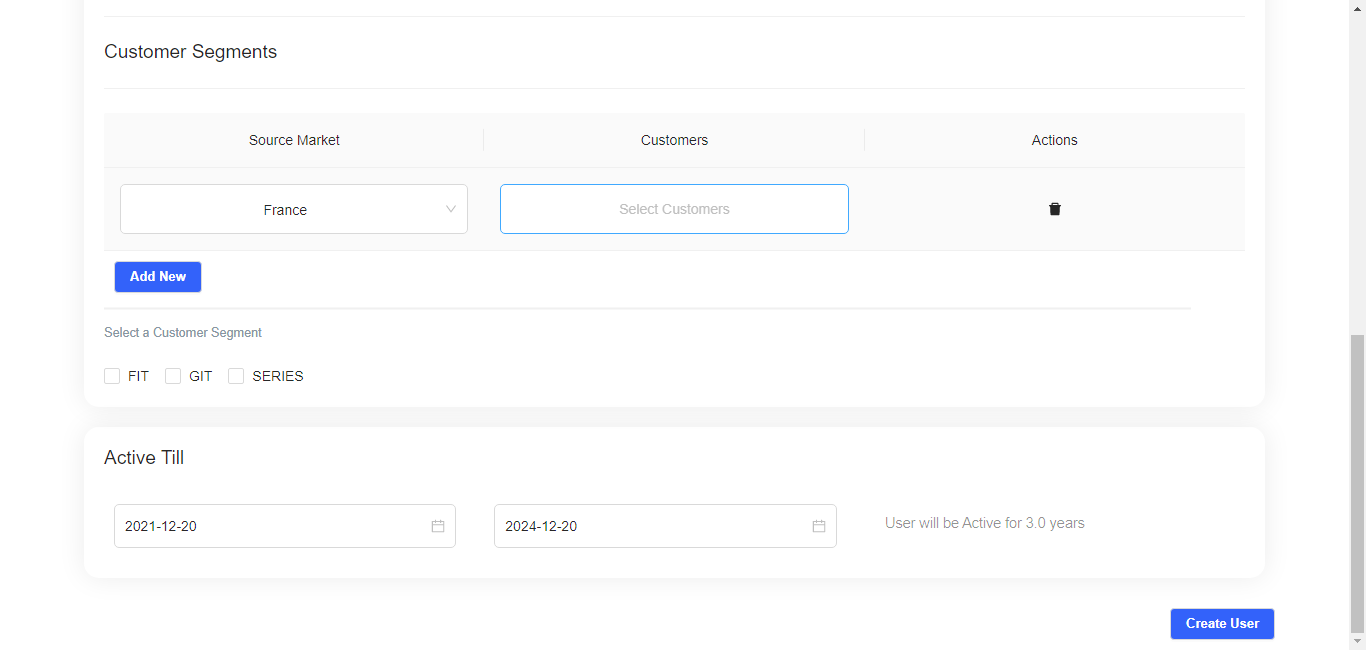 Customer Segments
Source Market Customers Actions
France Select Customers
Add New
Select a Customer Segment
FIT GIT SERIES
Active Till
2021-12-20 2024-12-20 User will be Active for 3.0 years
Create User